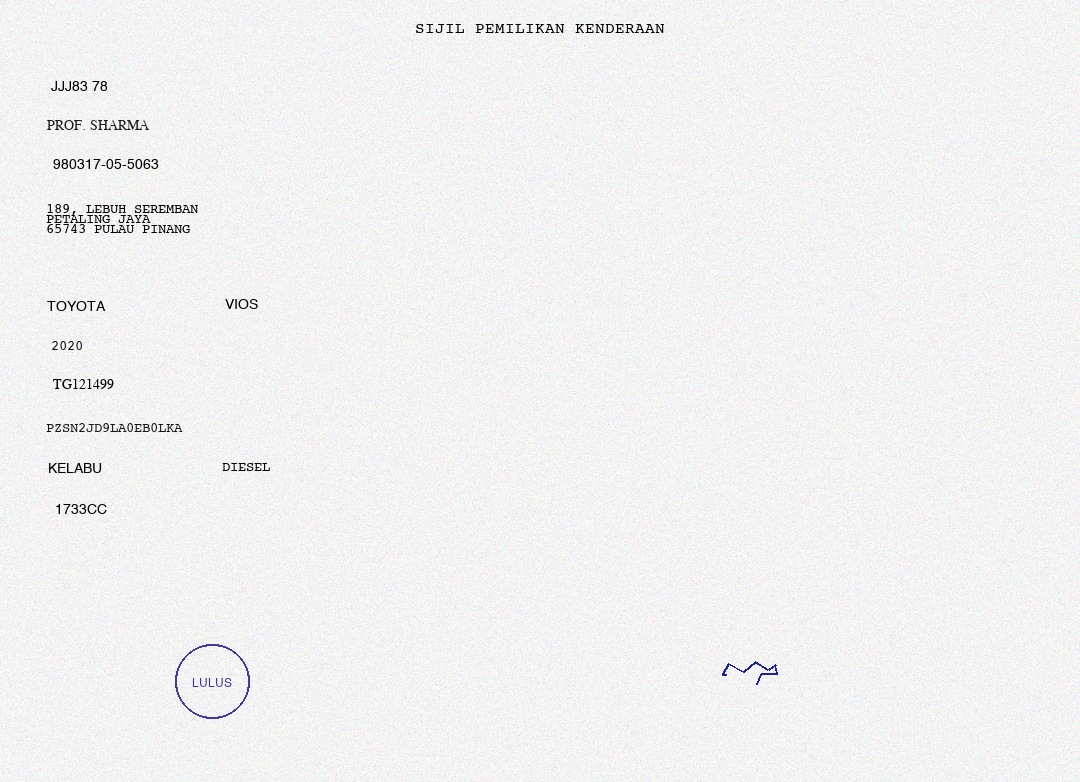 SIJIL PEMILIKAN KENDERAAN
JJJ83 78
PROF. SHARMA
980317-05-5063
189, LEBUH SEREMBAN
PETALING JAYA
65743 PULAU PINANG
TOYOTA VIOS
2020
TG121499
PZSN2JD9LA0EB0LKA
KELABU DIESEL
1733CC
LULUS